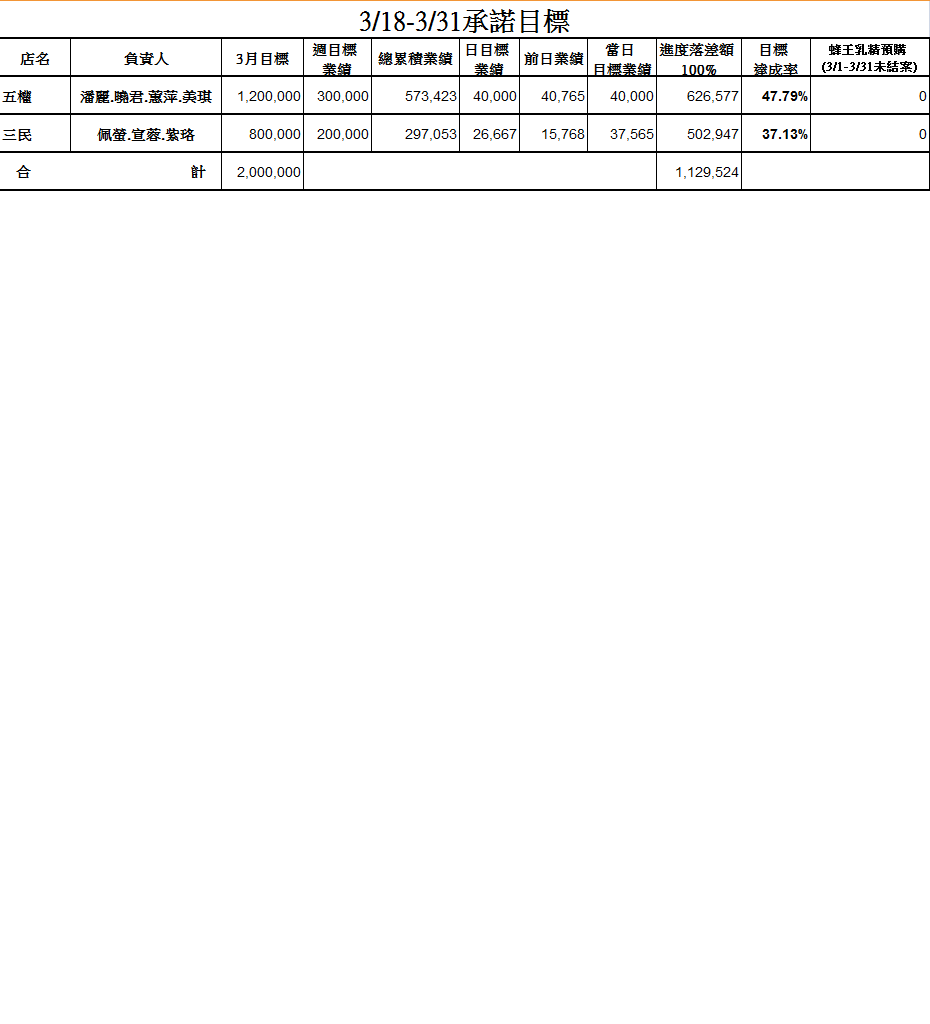 3/18-3/31承諾目標
店名 負責人 3月目標 週目標業績 總累積業績 日目標業績 前日業績 當日目標業績 進度落差額100% 目標達成率 蜂王乳精預購(3/1-3/31未結案)
五權 潘麗.曉君.蕙萍.美琪 1,200,000 300,000 573,423 40,000 40,765 40,000 626,577 47.79% 0
三民 佩螢.宣蓉.紫珞 800,000 200,000 297,053 26,667 15,768 37,565 502,947 37.13% 0
合計 2,000,000 1,129,524